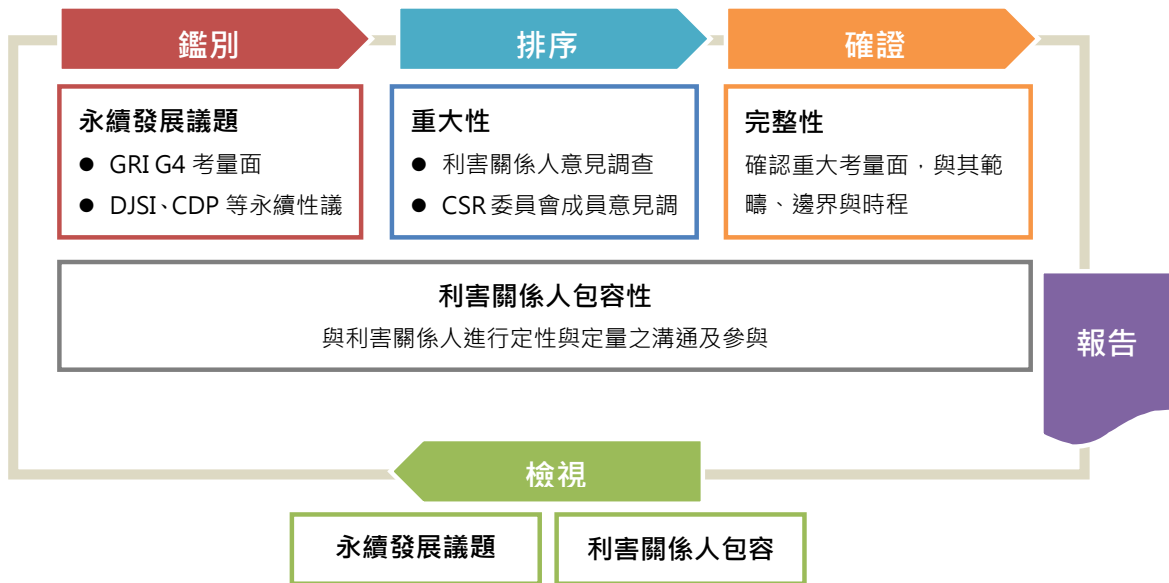 鑑別
排序
確證
永續發展議題
● GRI G4 考量面
● DJSI、CDP 等永續性議
重大性
● 利害關係人意見調查
● CSR 委員會成員意見調
完整性
確認重大考量面，與其範
疇、邊界與時程
利害關係人包容性
與利害關係人進行定性與定量之溝通及參與
報告
檢視
永續發展議題
利害關係人包容